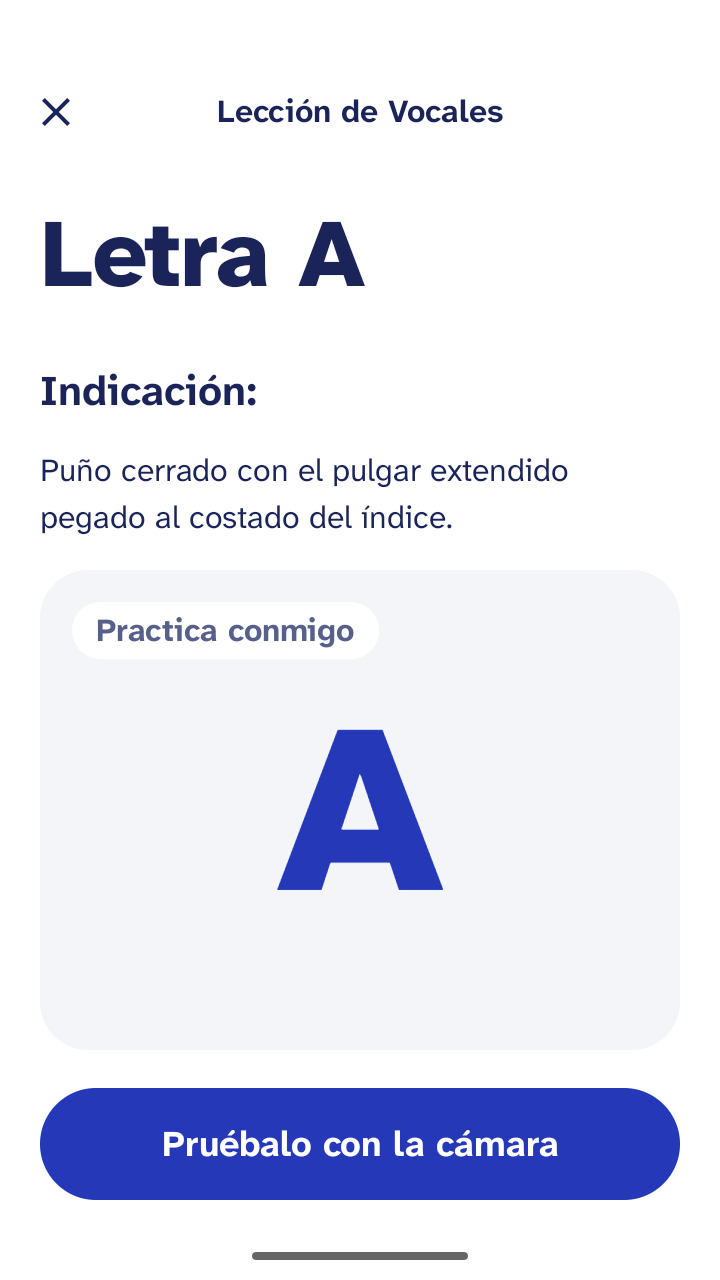 Lección de Vocales
Letra A
Indicación:
Puño cerrado con el pulgar extendido
pegado al costado del índice.
Practica conmigo
A
Pruébalo con la cámara